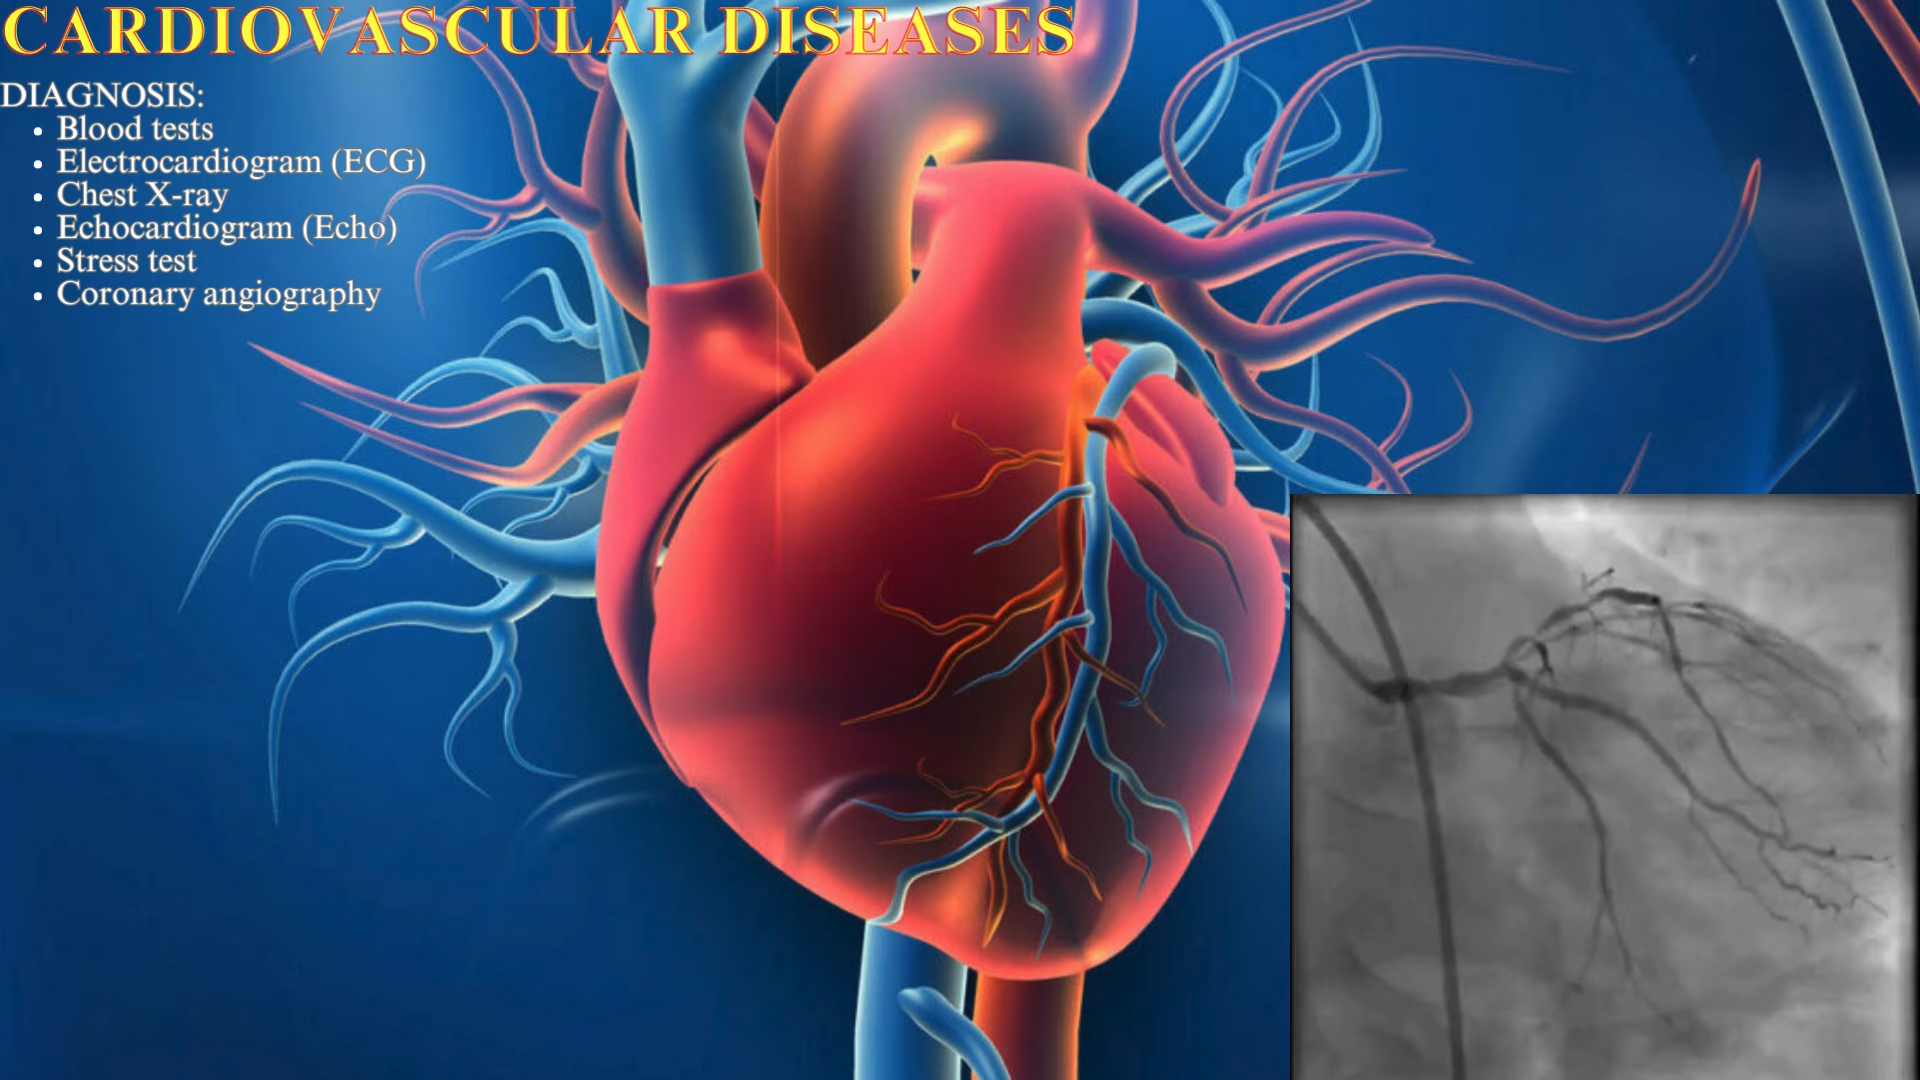 CARDIOVASCULAR DISEASES
DIAGNOSIS:
• Blood tests
• Electrocardiogram (ECG)
• Chest X-ray
• Echocardiogram (Echo)
• Stress test
• Coronary angiography